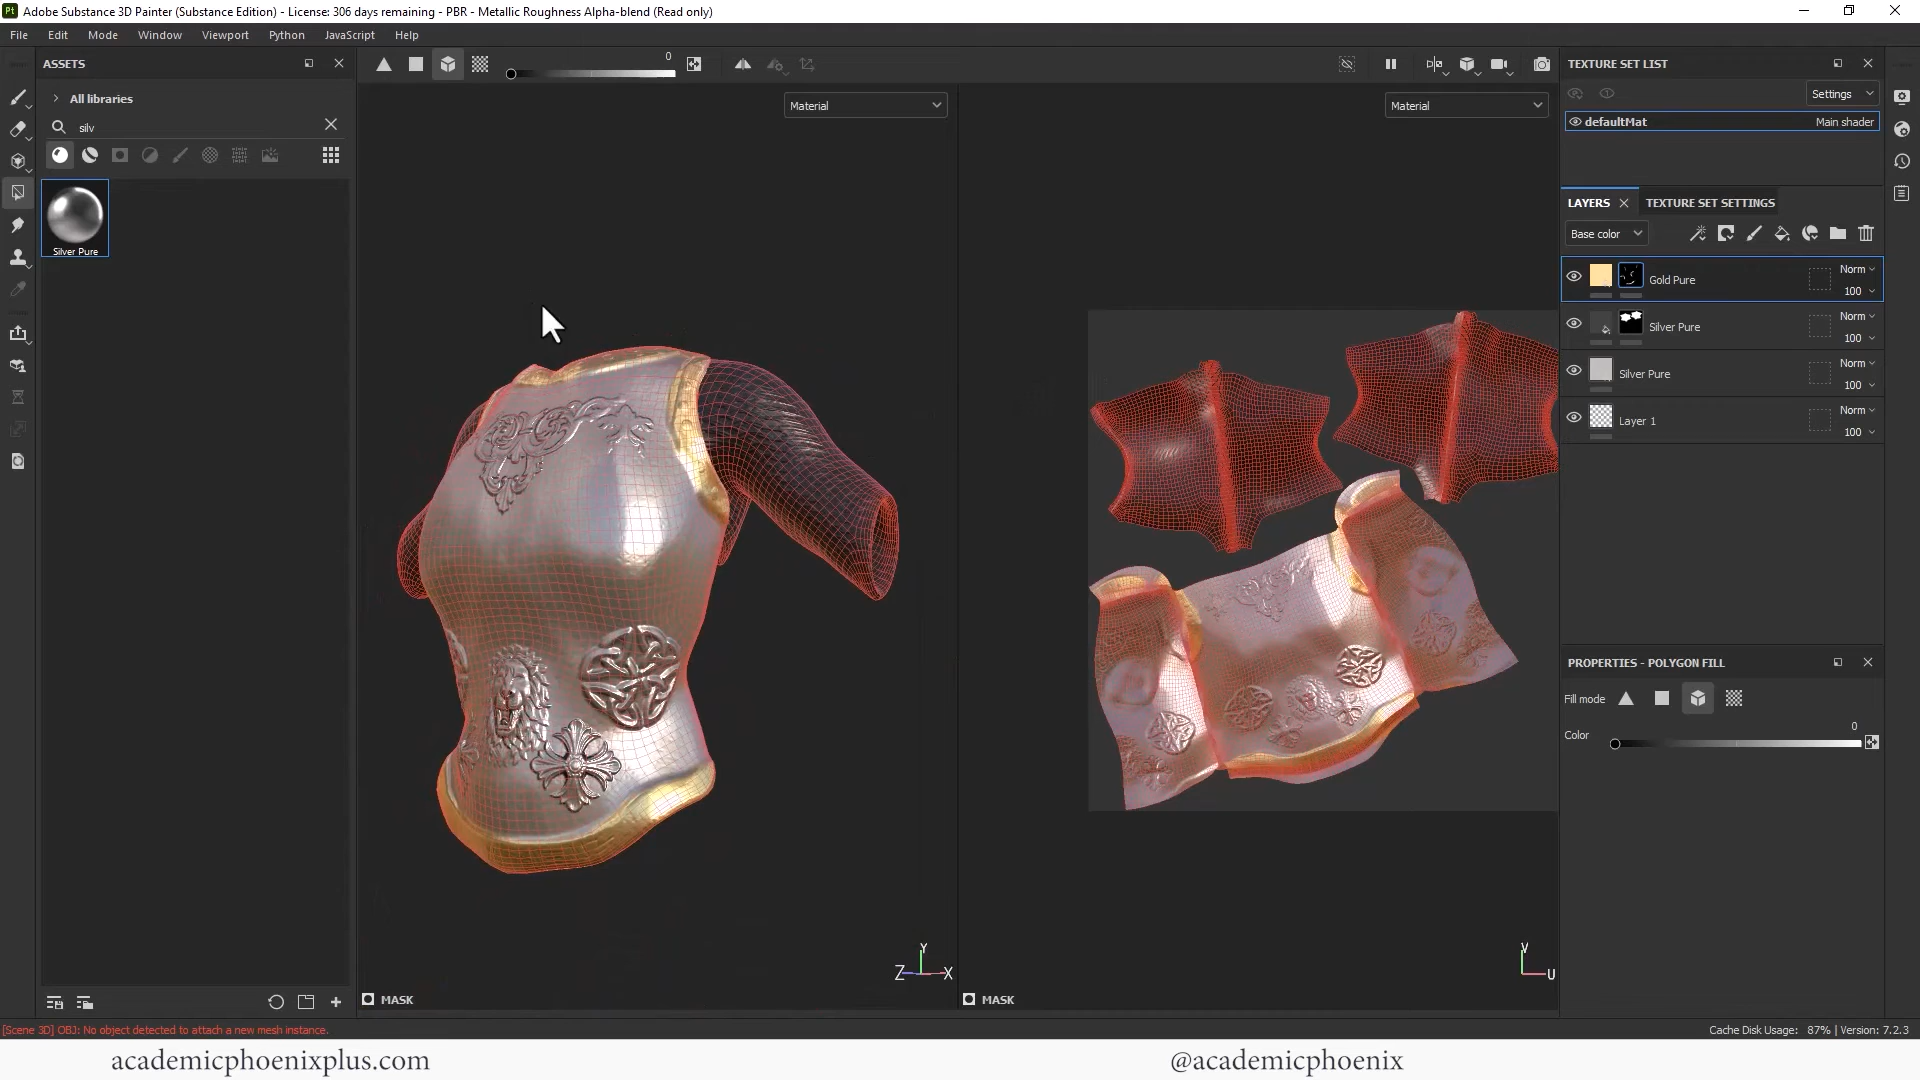 Pt Adobe Substance 3D Painter (Substance Edition) - License: 306 days remaining - PBR - Metallic Roughness Alpha-blend (Read only)
File Edit Mode Window Viewport Python JavaScript Help
ASSETS
All libraries
silv
Silver Pure
0
Material
Material
Y
Z
X
V
U
MASK
MASK
TEXTURE SET LIST
Settings
defaultMat Main shader
LAYERS TEXTURE SET SETTINGS
Base color
Gold Pure Norm
100
Silver Pure Norm
100
Silver Pure Norm
100
Layer 1 Norm
100
PROPERTIES - POLYGON FILL
Fill mode
0
Color
[Scene 3D] OBJ: No object detected to attach a new mesh instance.
Cache Disk Usage: 87% | Version: 7.2.3
academicphoenixplus.com
@academicphoenix